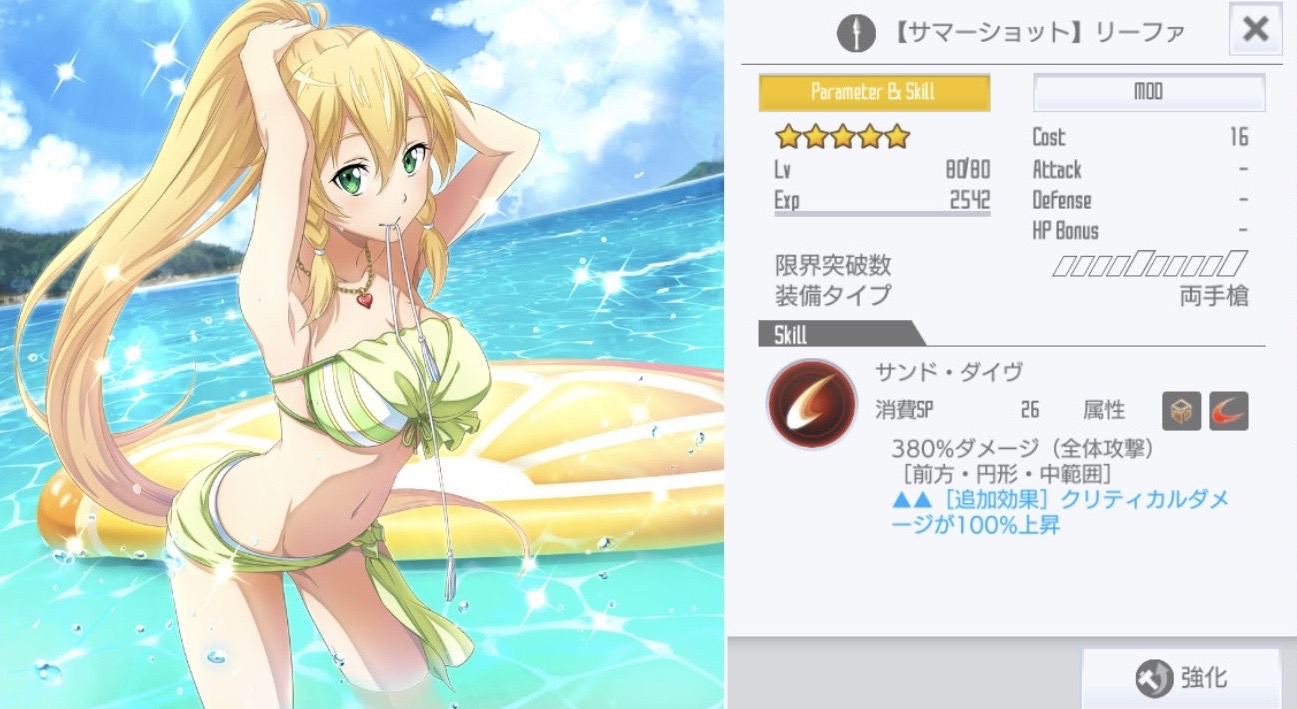 【サマーショット】リーファ
Parameter & Skill
MOD
Lv 80/80
Exp 2542
Cost 16
Attack -
Defense -
HP Bonus -
限界突破数
装備タイプ 両手槍
Skill
サンド・ダイヴ
消費SP 26 属性
380%ダメージ（全体攻撃）
［前方・円形・中範囲］
▲▲［追加効果］クリティカルダメ
ージが100%上昇
強化